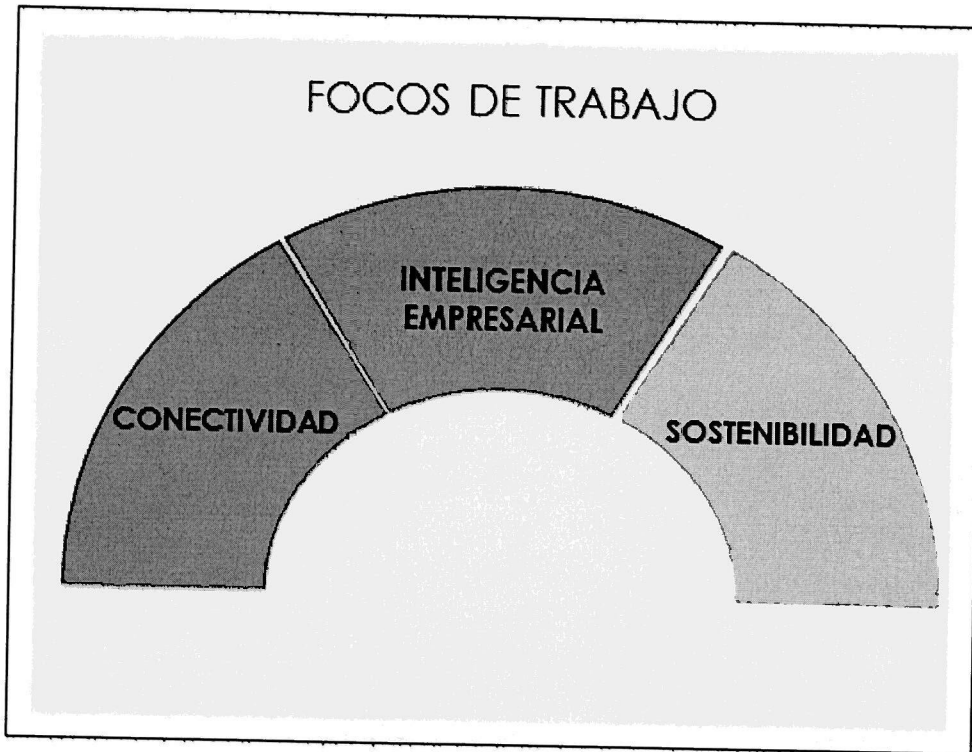 FOCOS DE TRABAJO
INTELIGENCIA
EMPRESARIAL
CONECTIVIDAD
SOSTENIBILIDAD